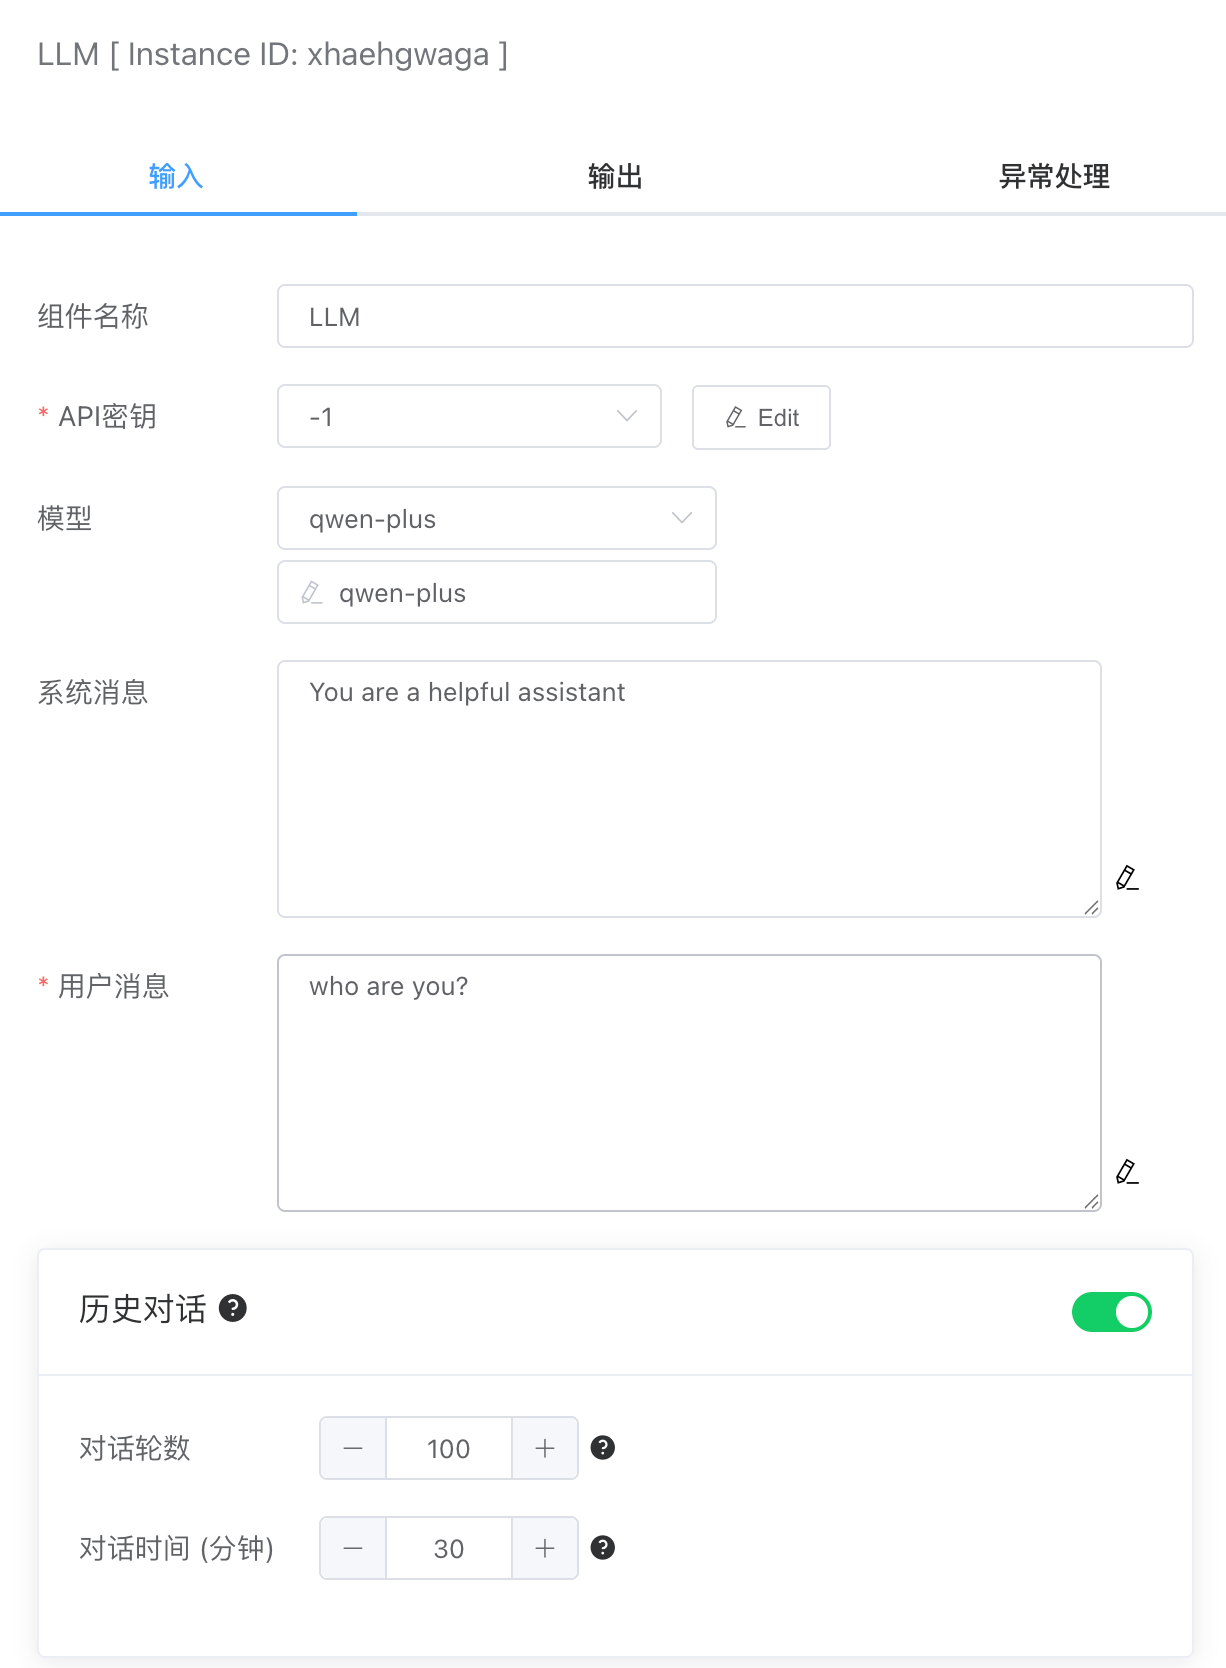 LLM [ Instance ID: xhaehgwaga ]
输入 输出 异常处理
组件名称 LLM
* API密钥 -1 Edit
模型 qwen-plus
qwen-plus
系统消息 You are a helpful assistant
* 用户消息 who are you?
历史对话 ?
对话轮数 — 100 + ?
对话时间 (分钟) — 30 + ?